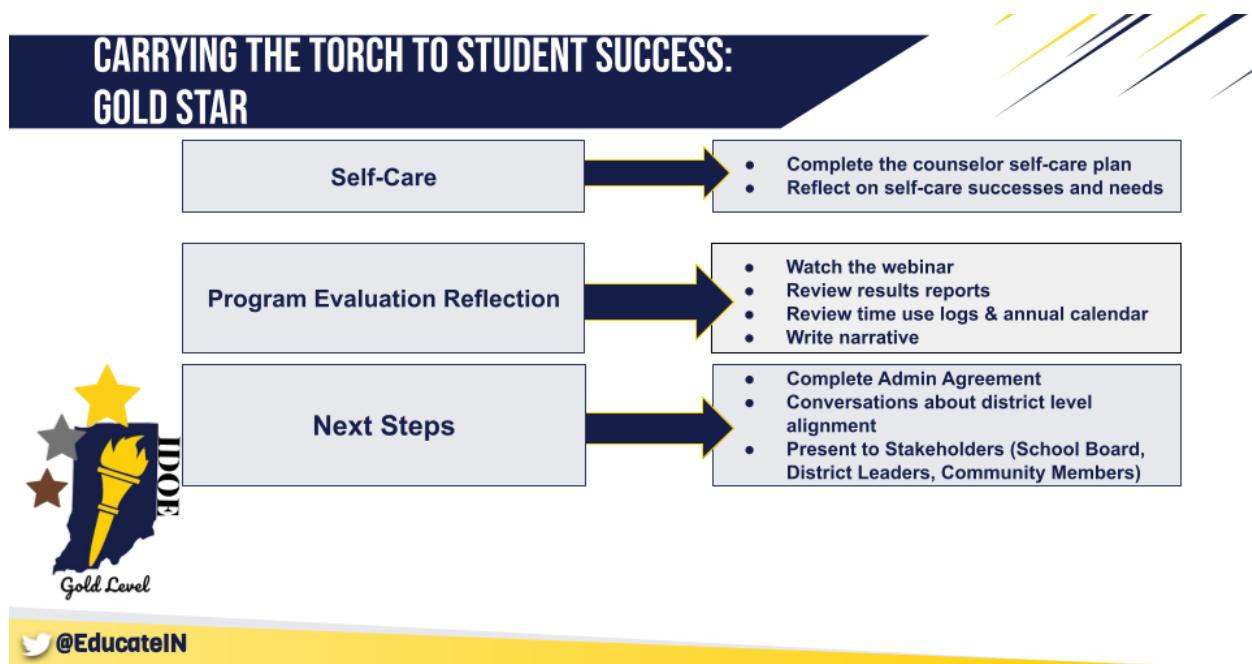 CARRYING THE TORCH TO STUDENT SUCCESS:
GOLD STAR
Self-Care
● Complete the counselor self-care plan
● Reflect on self-care successes and needs
Program Evaluation Reflection
● Watch the webinar
● Review results reports
● Review time use logs & annual calendar
● Write narrative
Next Steps
● Complete Admin Agreement
● Conversations about district level
alignment
● Present to Stakeholders (School Board,
District Leaders, Community Members)
IDOE
Gold Level
@EducateIN